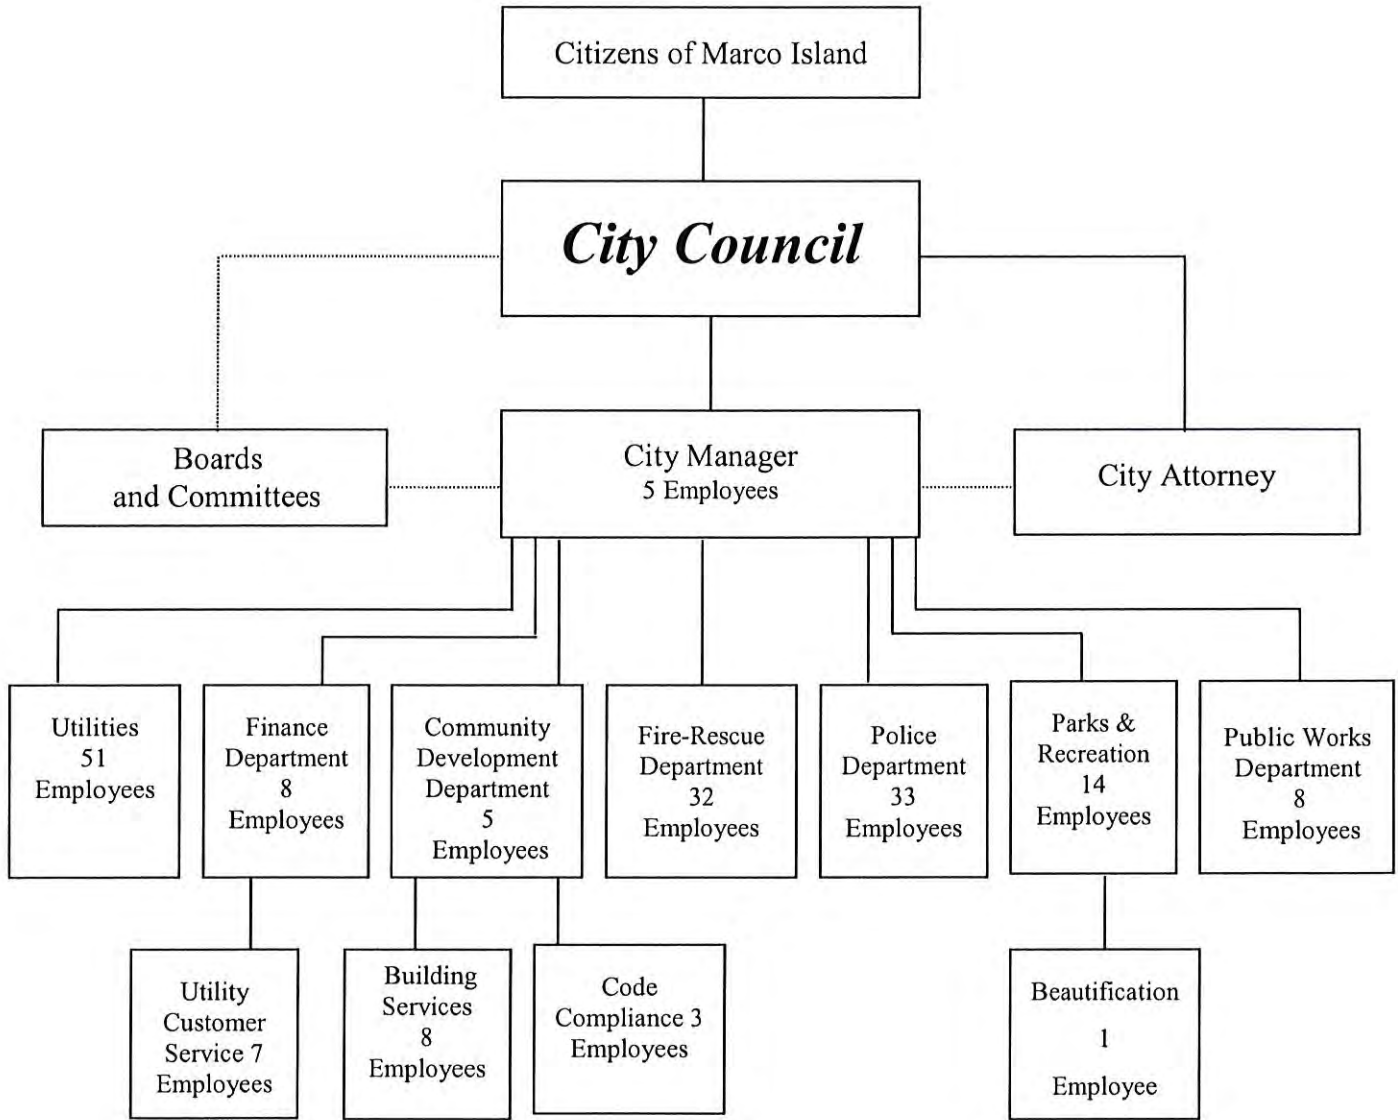 Citizens of Marco Island
City Council
Boards
and Committees
City Manager
5 Employees
City Attorney
Utilities
51
Employees
Finance
Department
8
Employees
Community
Development
Department
5
Employees
Fire-Rescue
Department
32
Employees
Police
Department
33
Employees
Parks &
Recreation
14
Employees
Public Works
Department
8
Employees
Utility
Customer
Service 7
Employees
Building
Services
8
Employees
Code
Compliance 3
Employees
Beautification
1
Employee